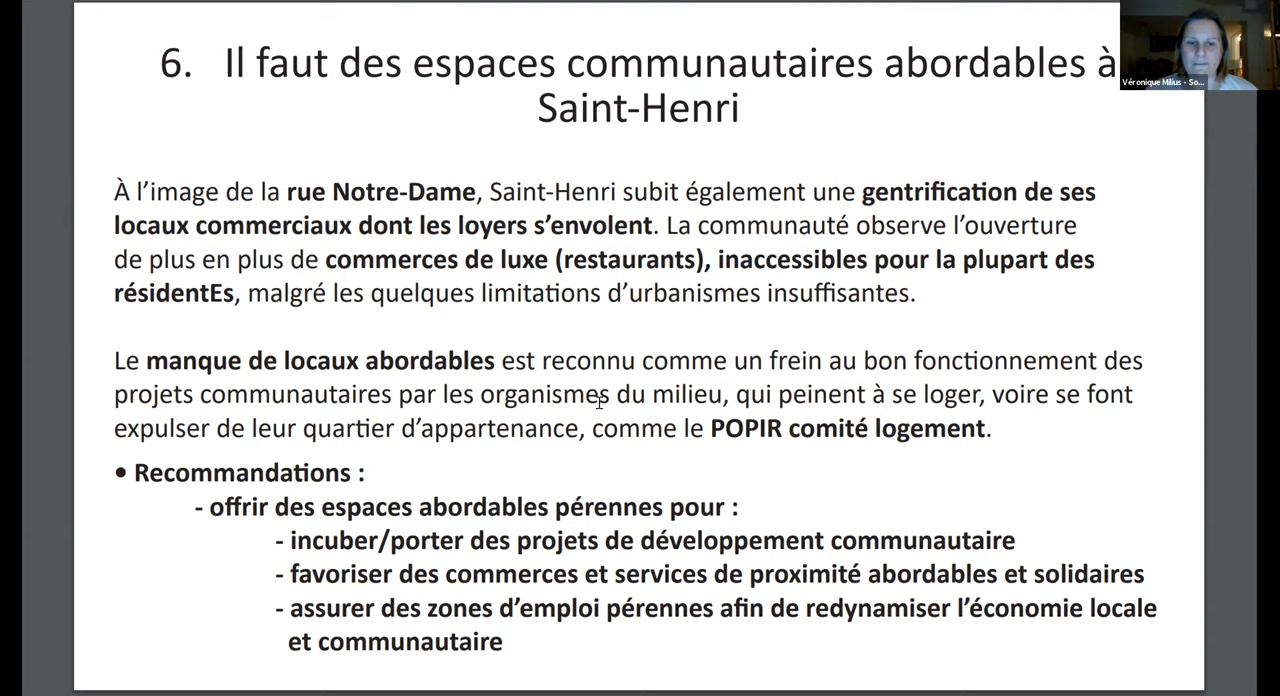 6. Il faut des espaces communautaires abordables à
Saint-Henri
Véronique Milius - So...
À l’image de la rue Notre-Dame, Saint-Henri subit également une gentrification de ses
locaux commerciaux dont les loyers s’envolent. La communauté observe l’ouverture
de plus en plus de commerces de luxe (restaurants), inaccessibles pour la plupart des
résidentEs, malgré les quelques limitations d’urbanismes insuffisantes.
Le manque de locaux abordables est reconnu comme un frein au bon fonctionnement des
projets communautaires par les organismes du milieu, qui peinent à se loger, voire se font
expulser de leur quartier d’appartenance, comme le POPIR comité logement.
• Recommandations :
- offrir des espaces abordables pérennes pour :
- incuber/porter des projets de développement communautaire
- favoriser des commerces et services de proximité abordables et solidaires
- assurer des zones d’emploi pérennes afin de redynamiser l’économie locale
et communautaire